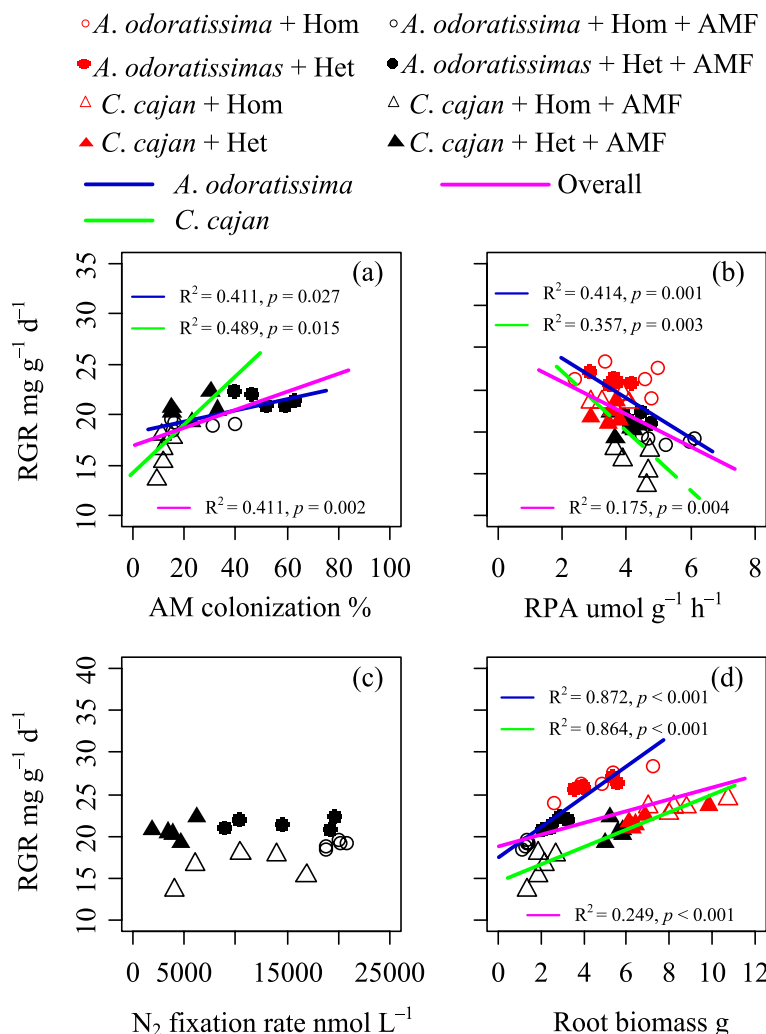 A. odoratissima + Hom
A. odoratissima + Hom + AMF
A. odoratissimas + Het
A. odoratissimas + Het + AMF
C. cajan + Hom
C. cajan + Hom + AMF
C. cajan + Het
C. cajan + Het + AMF
A. odoratissima
Overall
C. cajan
(a)
R² = 0.411, p = 0.027
R² = 0.489, p = 0.015
R² = 0.411, p = 0.002
35
30
25
20
15
10
RGR mg g⁻¹ d⁻¹
0 20 40 60 80 100
AM colonization %
(b)
R² = 0.414, p = 0.001
R² = 0.357, p = 0.003
R² = 0.175, p = 0.004
0 2 4 6 8
RPA umol g⁻¹ h⁻¹
(c)
40
35
30
25
20
15
10
RGR mg g⁻¹ d⁻¹
0 5000 15000 25000
N₂ fixation rate nmol L⁻¹
(d)
R² = 0.872, p < 0.001
R² = 0.864, p < 0.001
R² = 0.249, p < 0.001
0 2 4 6 8 10 12
Root biomass g